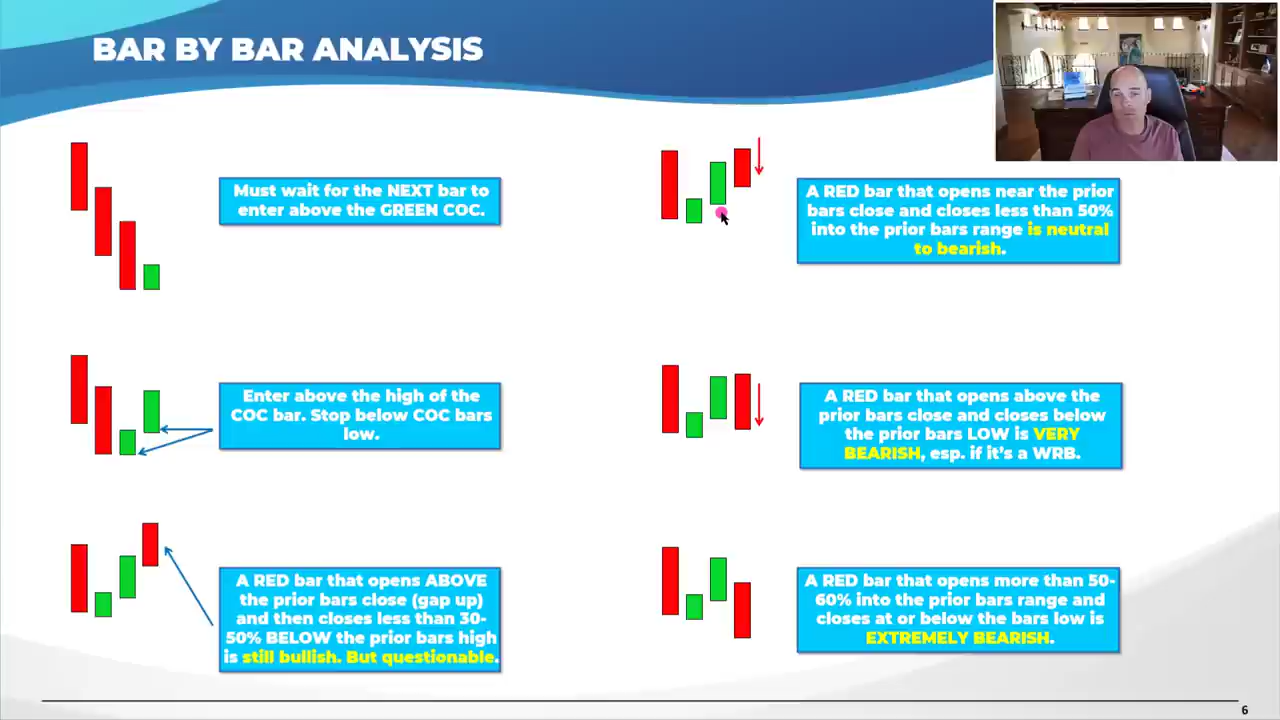 BAR BY BAR ANALYSIS
Must wait for the NEXT bar to
enter above the GREEN COC.
A RED bar that opens near the prior
bars close and closes less than 50%
into the prior bars range is neutral
to bearish.
Enter above the high of the
COC bar. Stop below COC bars
low.
A RED bar that opens above the
prior bars close and closes below
the prior bars LOW is VERY
BEARISH, esp. if it's a WRB.
A RED bar that opens ABOVE
the prior bars close (gap up)
and then closes less than 30-
50% BELOW the prior bars high
is still bullish. But questionable.
A RED bar that opens more than 50-
60% into the prior bars range and
closes at or below the bars low is
EXTREMELY BEARISH.
6